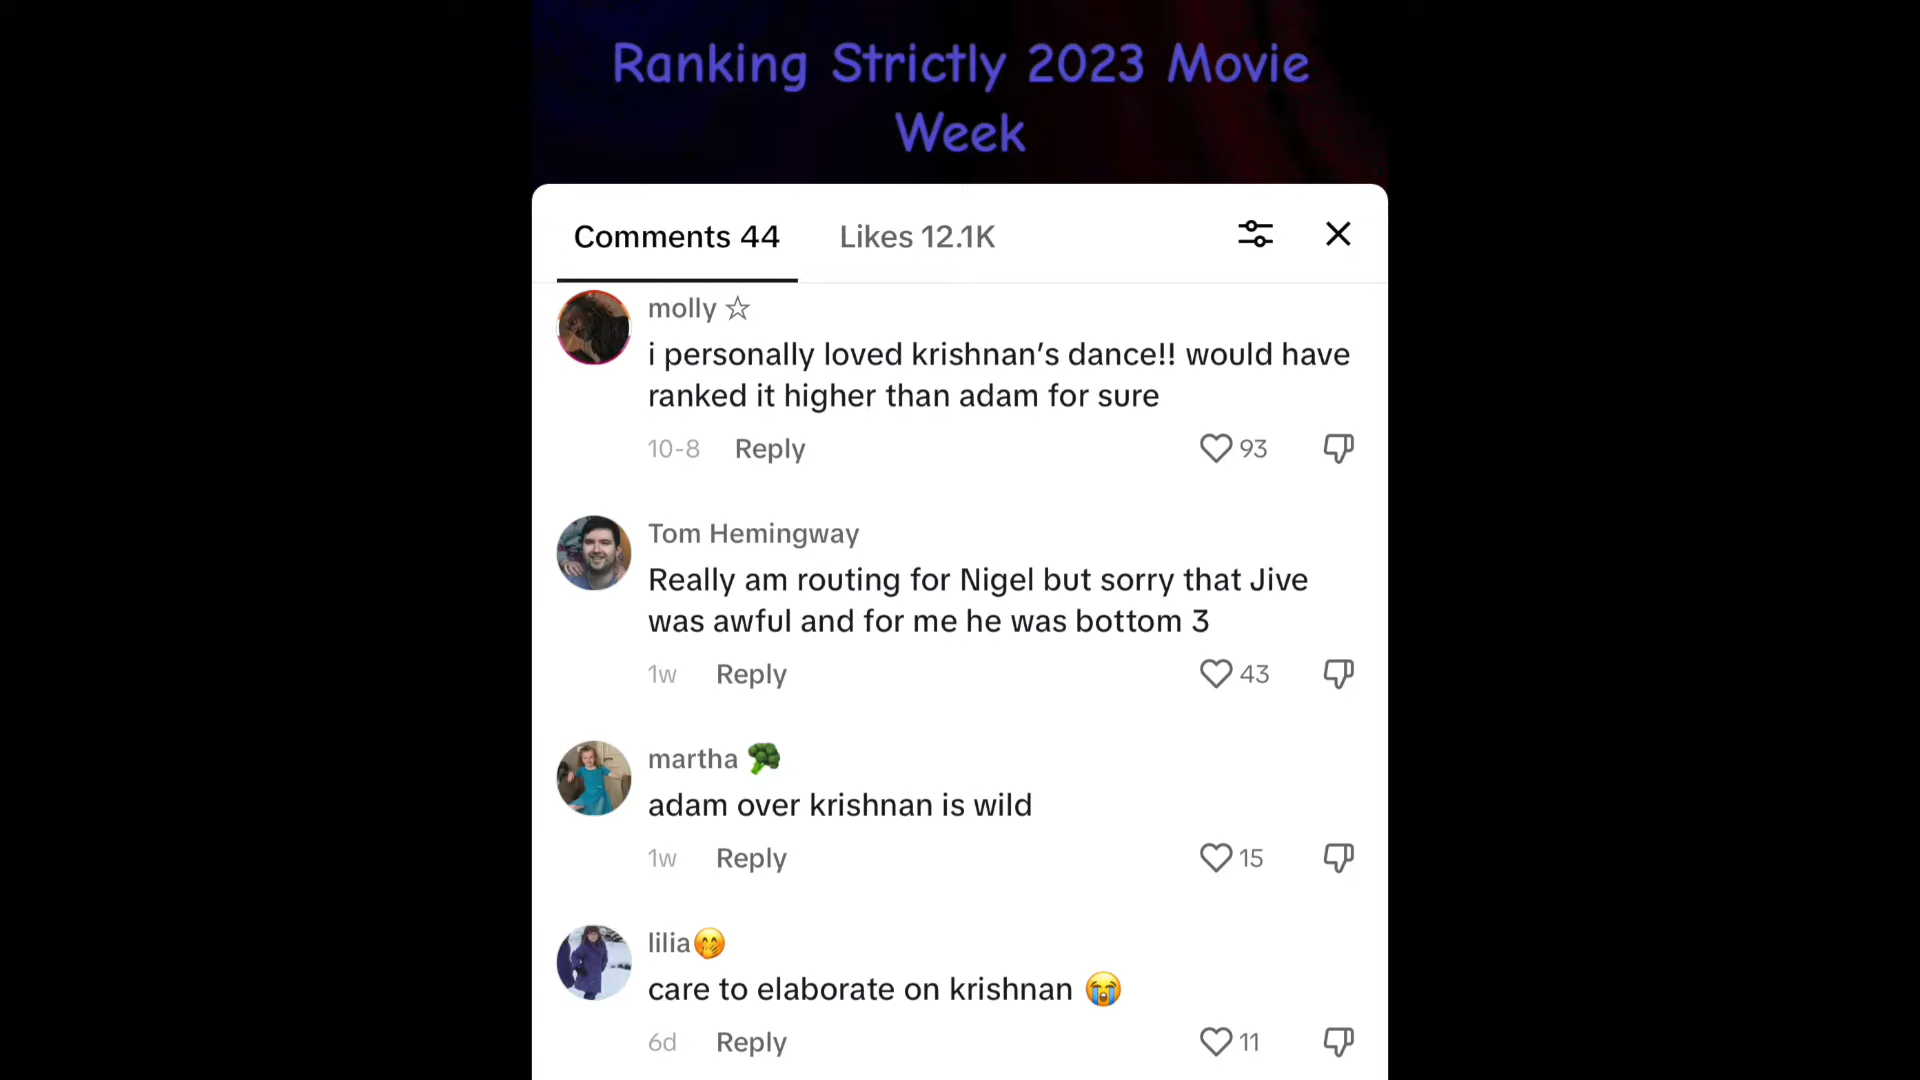 Ranking Strictly 2023 Movie
Week
Comments 44
Likes 12.1K
molly ☆
i personally loved krishnan’s dance!! would have
ranked it higher than adam for sure
10-8 Reply 93
Tom Hemingway
Really am routing for Nigel but sorry that Jive
was awful and for me he was bottom 3
1w Reply 43
martha 🥦
adam over krishnan is wild
1w Reply 15
lilia🤭
care to elaborate on krishnan 😭
6d Reply 11